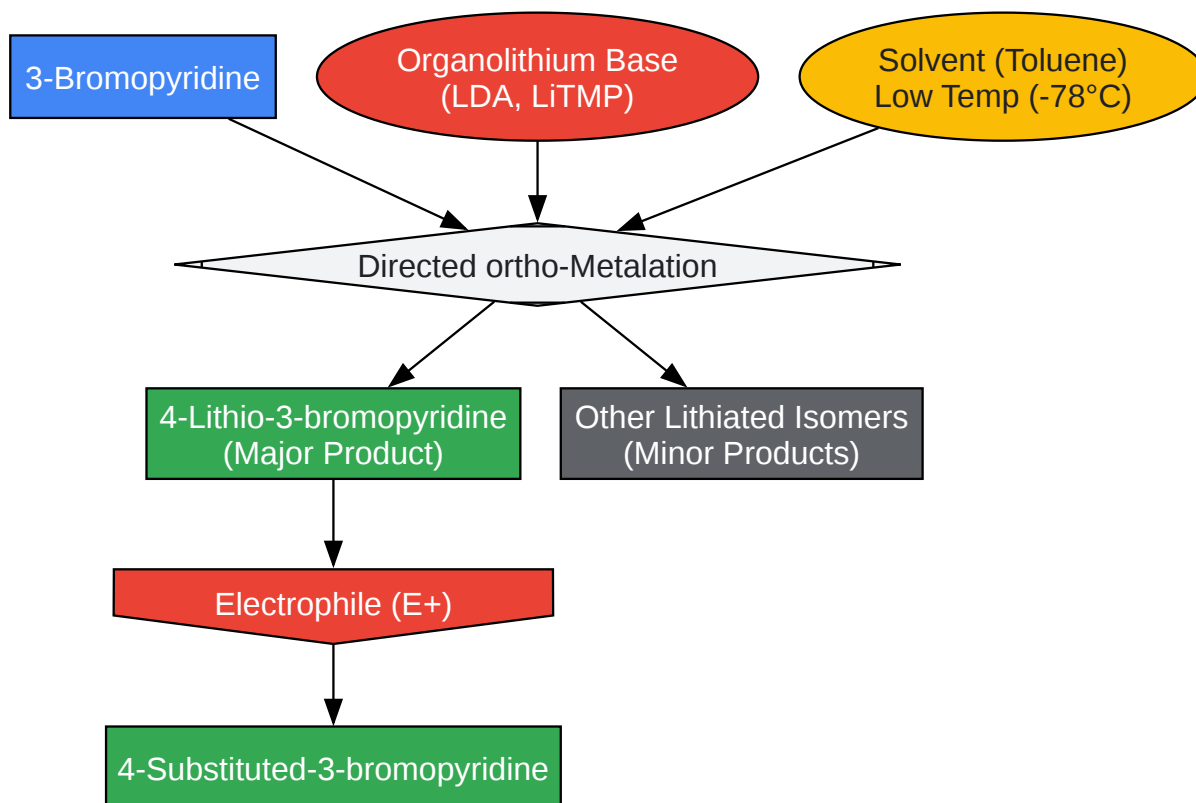 3-Bromopyridine
Organolithium Base
(LDA, LiTMP)
Solvent (Toluene)
Low Temp (-78°C)
Directed ortho-Metalation
4-Lithio-3-bromopyridine
(Major Product)
Other Lithiated Isomers
(Minor Products)
Electrophile (E+)
4-Substituted-3-bromopyridine